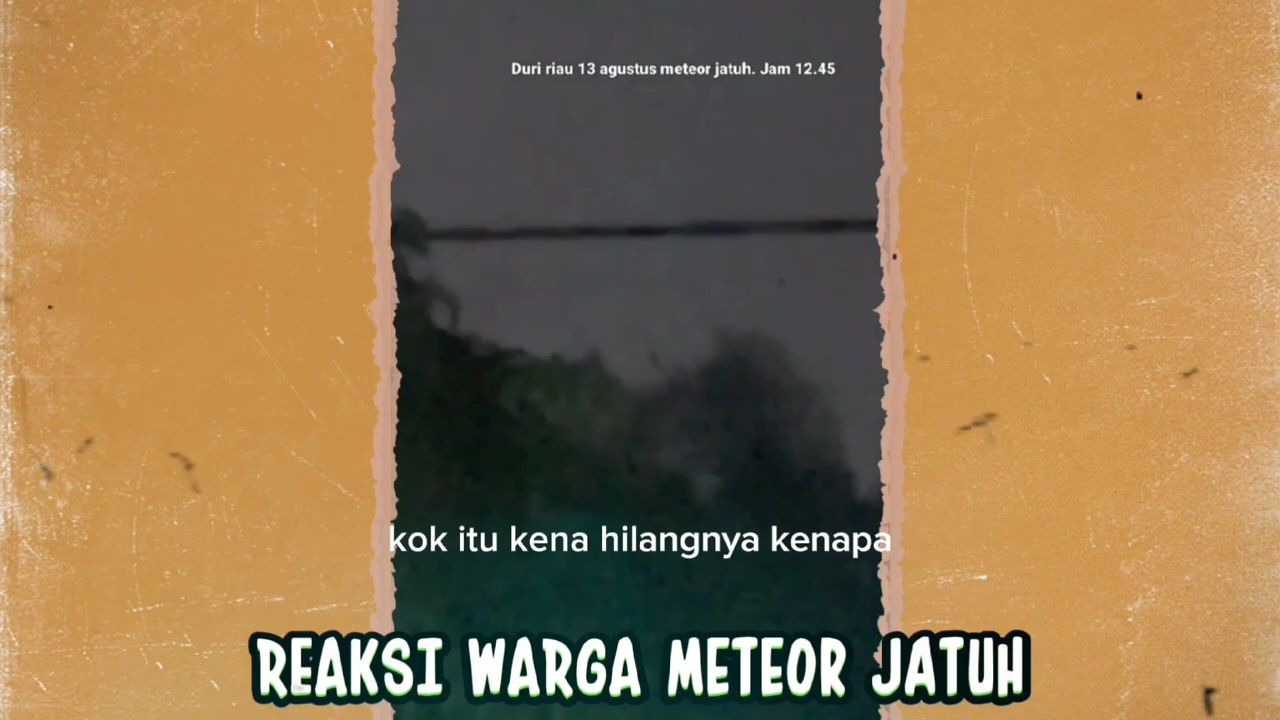 Duri riau 13 agustus meteor jatuh. Jam 12.45
kok itu kena hilangnya kenapa
REAKSI WARGA METEOR JATUH